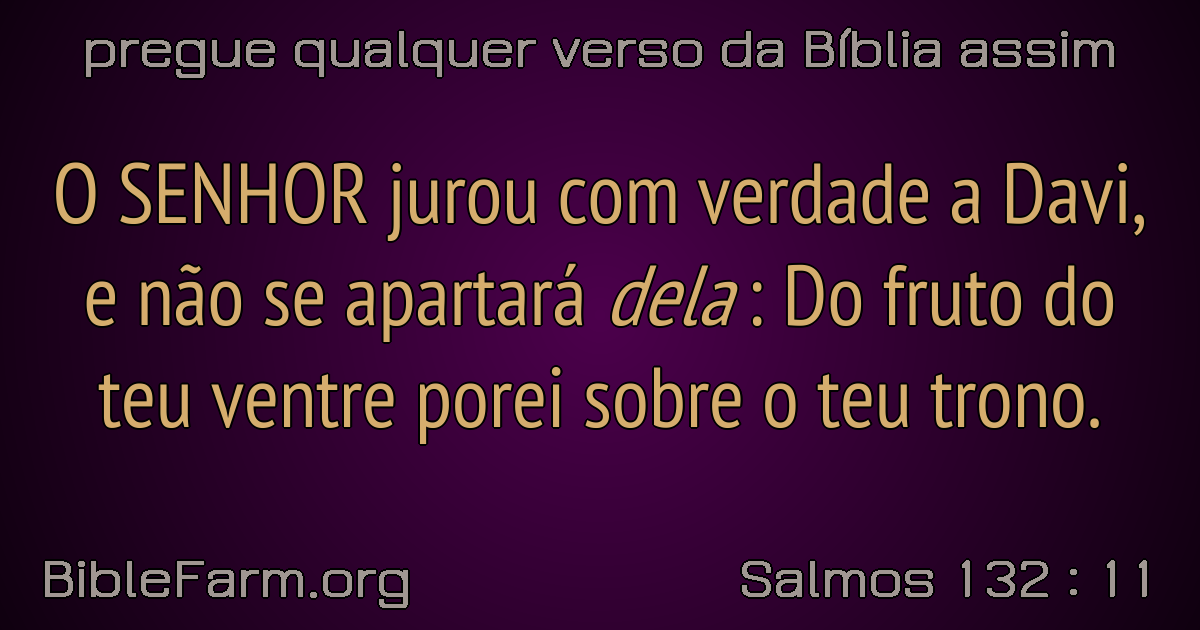 pregue qualquer verso da Bíblia assim
O SENHOR jurou com verdade a Davi,
e não se apartará dela: Do fruto do
teu ventre porei sobre o teu trono.
BibleFarm.org
Salmos 132 : 11